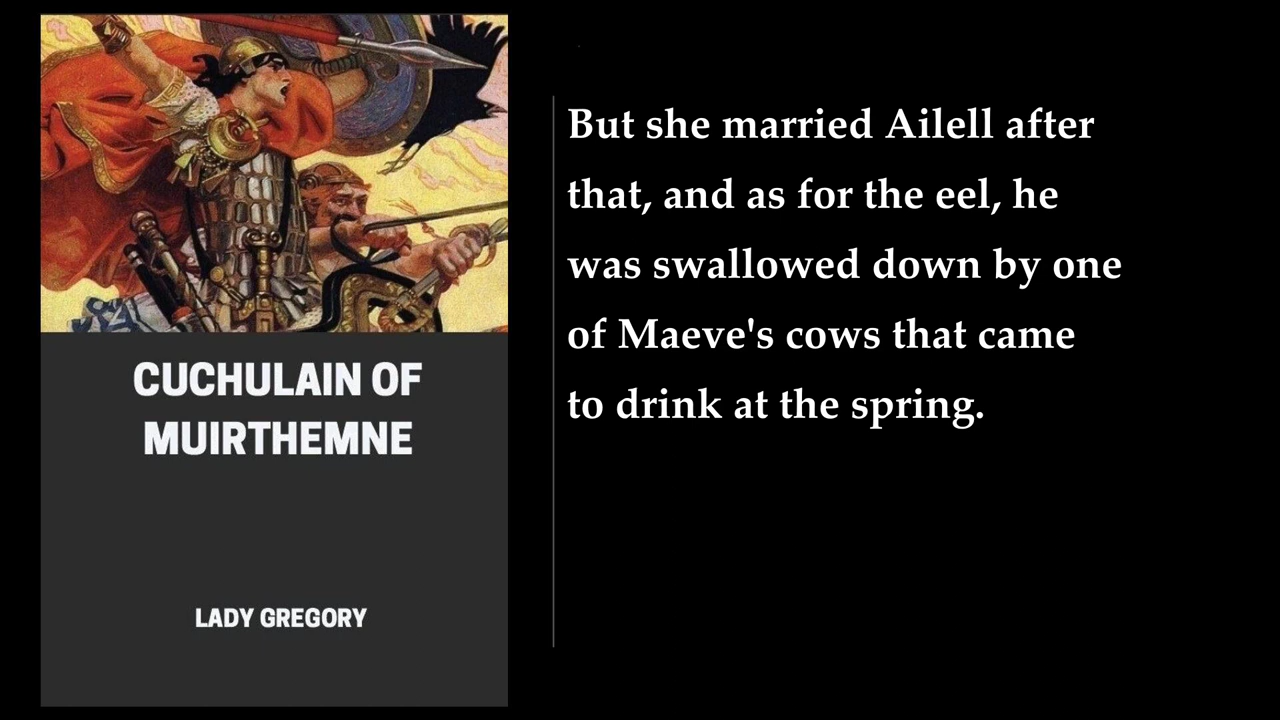 CUCHULAIN OF
MUIRTHEMNE
LADY GREGORY
But she married Ailell after
that, and as for the eel, he
was swallowed down by one
of Maeve's cows that came
to drink at the spring.